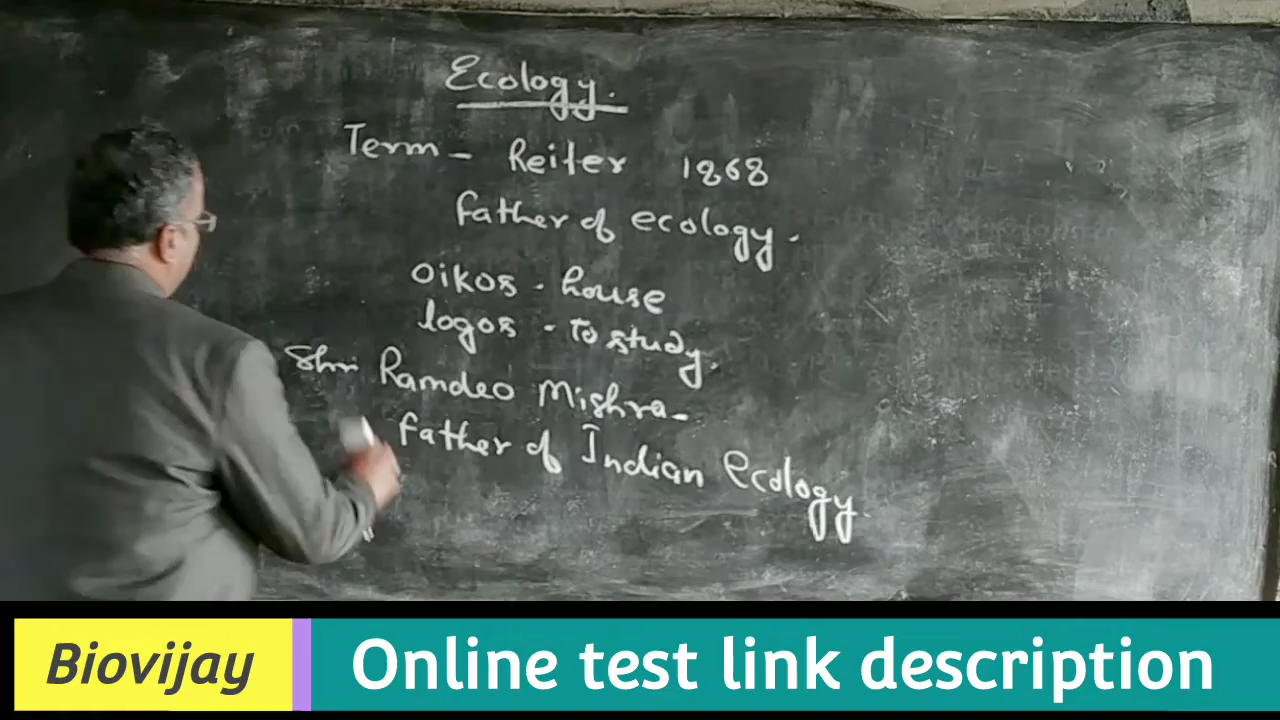 Ecology.
Term - Reiter 1868
father of ecology.
Oikos - house
logos - To study.
Shri Ramdeo Mishra -
father of Indian Ecology.
Biovijay
Online test link description